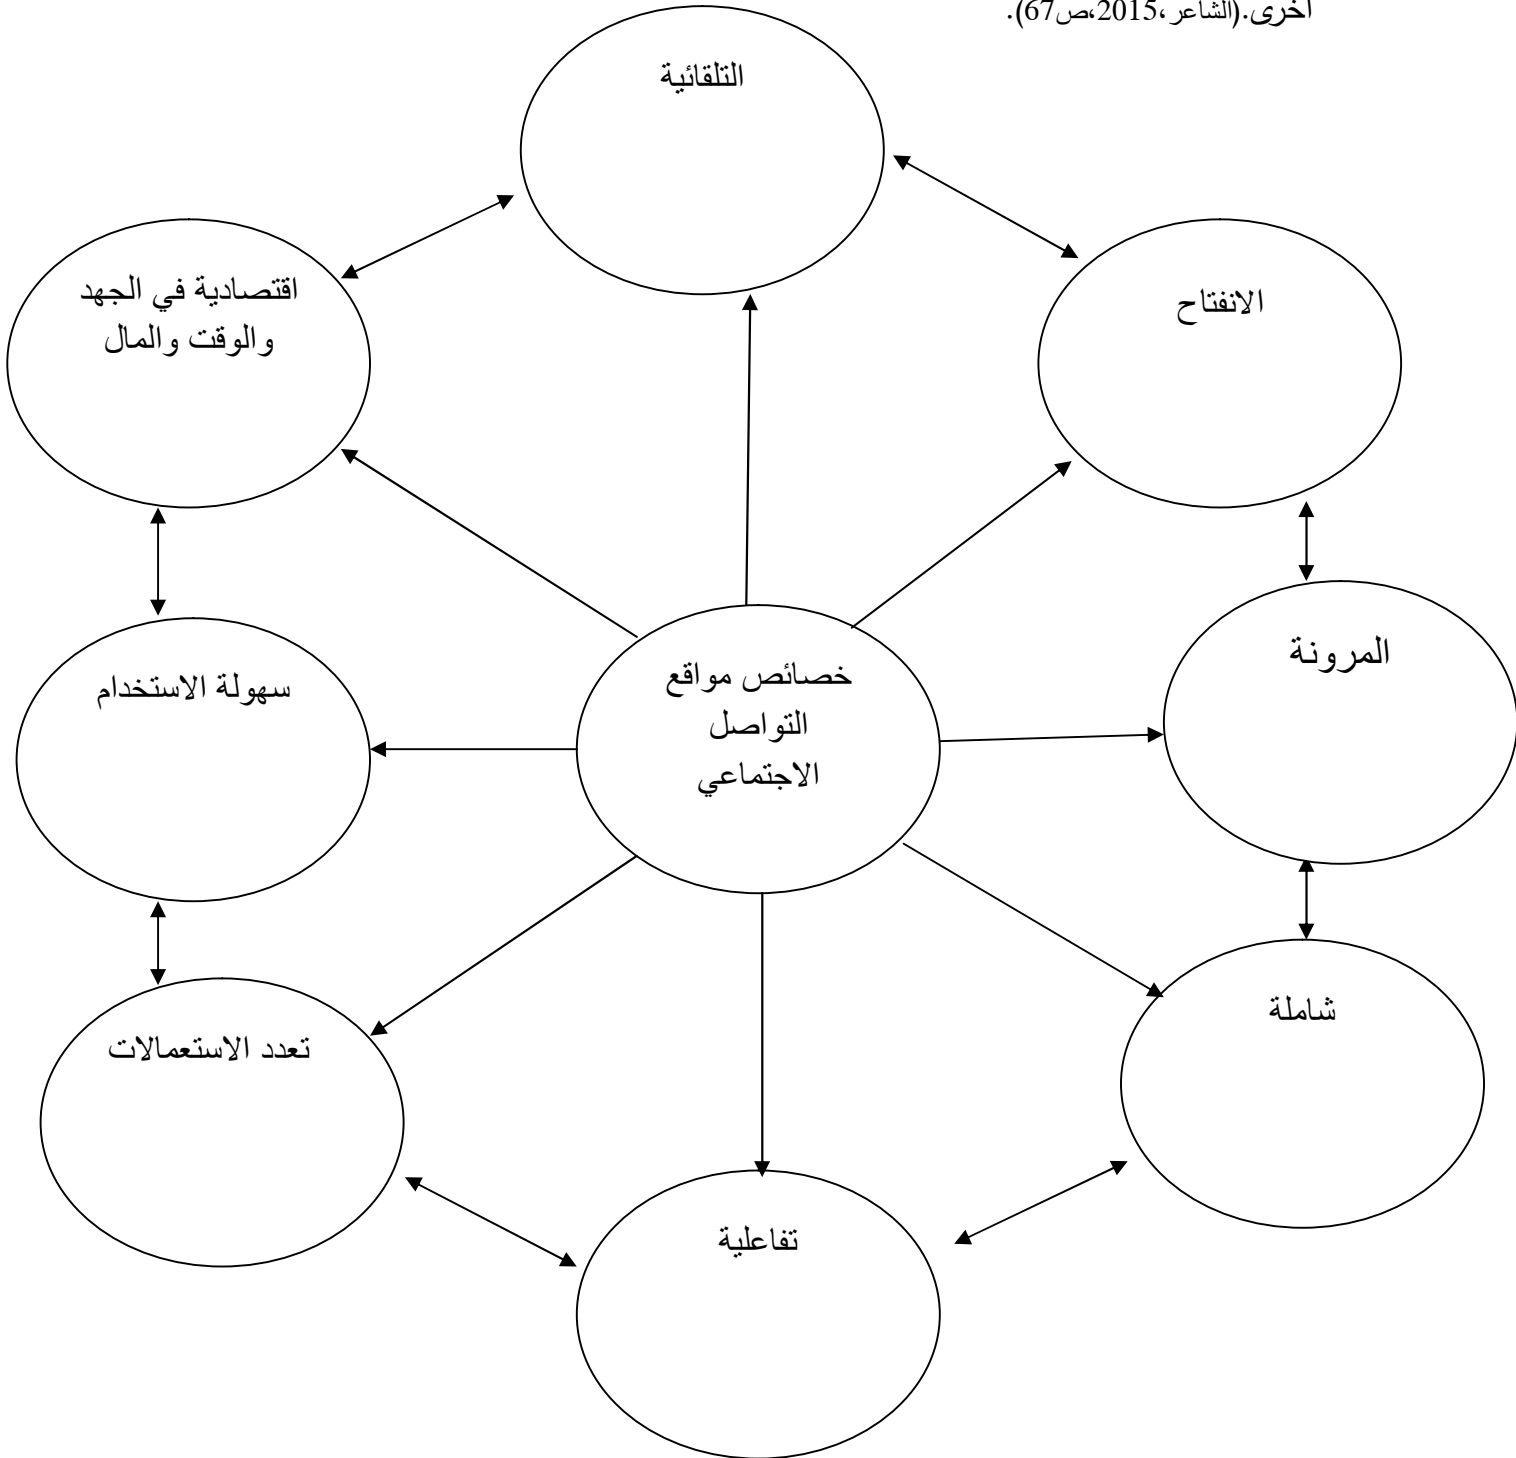 أخرى.(الشاعر،2015،ص67).
التلقائية
الانفتاح
اقتصادية في الجهد
والوقت والمال
المرونة
خصائص مواقع
التواصل
الاجتماعي
سهولة الاستخدام
شاملة
تعدد الاستعمالات
تفاعلية